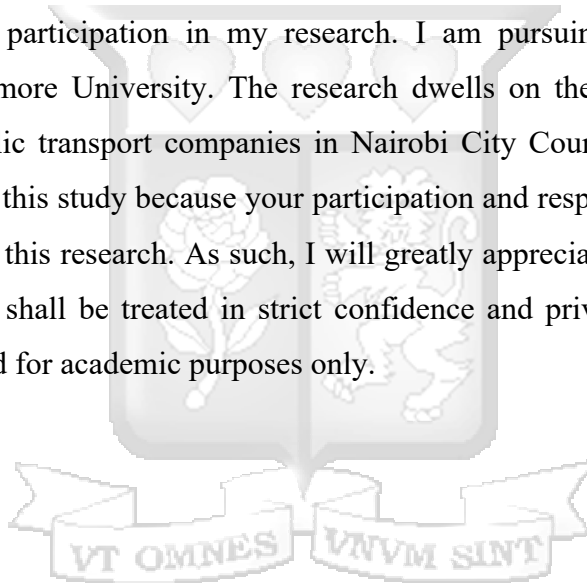 participation in my research. I am pursuin
more University. The research dwells on the
lic transport companies in Nairobi City Coun
this study because your participation and resp
this research. As such, I will greatly apprecia
shall be treated in strict confidence and priv
d for academic purposes only.
VT OMNES VNVM SINT